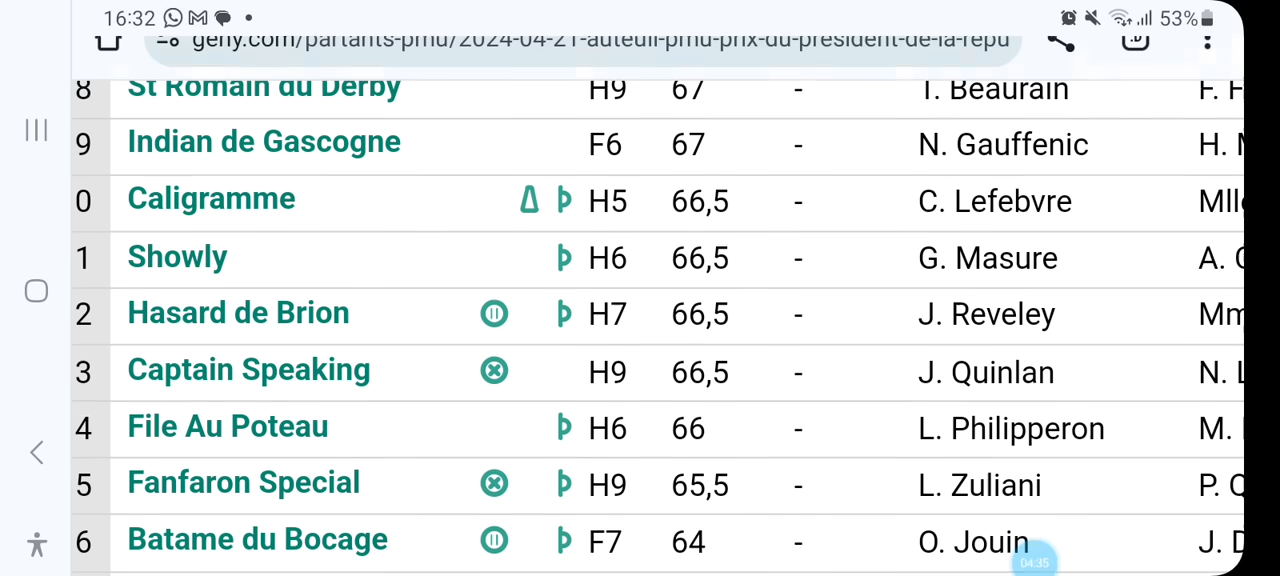 16:32 53%
geny.com/partants-pmu/2024-04-21-auteuil-pmu-prix-du-president-de-la-repu
8 St Romain du Derby H9 67 - T. Beaurain F.
9 Indian de Gascogne F6 67 - N. Gauffenic H.
0 Caligramme H5 66,5 - C. Lefebvre Mlle
1 Showly H6 66,5 - G. Masure A.
2 Hasard de Brion H7 66,5 - J. Reveley Mm
3 Captain Speaking H9 66,5 - J. Quinlan N. L
4 File Au Poteau H6 66 - L. Philipperon M.
5 Fanfaron Special H9 65,5 - L. Zuliani P. Q
6 Batame du Bocage F7 64 - O. Jouin J. D
04:35